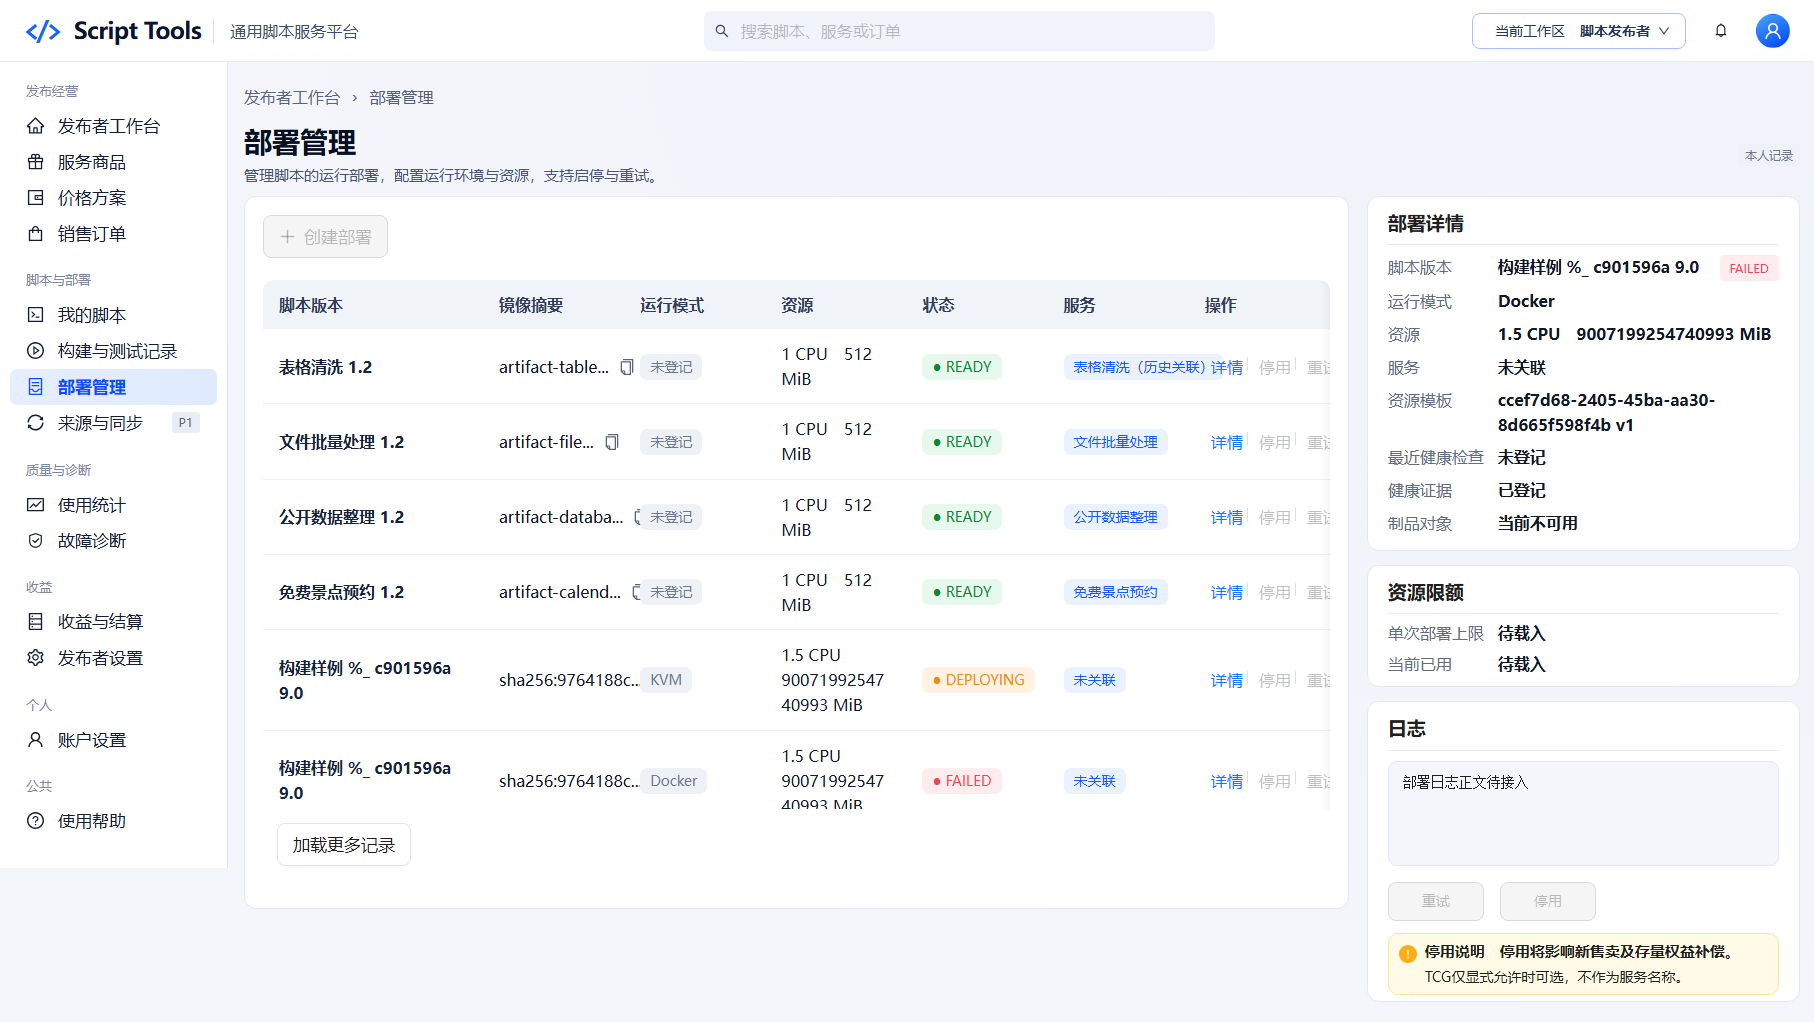 Script Tools
通用脚本服务平台
搜索脚本、服务或订单
当前工作区 脚本发布者
发布经营
发布者工作台
服务商品
价格方案
销售订单
脚本与部署
我的脚本
构建与测试记录
部署管理
来源与同步 P1
质量与诊断
使用统计
故障诊断
收益
收益与结算
发布者设置
个人
账户设置
公共
使用帮助
发布者工作台 › 部署管理
部署管理
管理脚本的运行部署，配置运行环境与资源，支持启停与重试。
本人记录
创建部署
脚本版本 镜像摘要 运行模式 资源 状态 服务 操作
表格清洗 1.2 artifact-table... 未登记 1 CPU 512 MiB READY 表格清洗（历史关联） 详情 停用 重试
文件批量处理 1.2 artifact-file... 未登记 1 CPU 512 MiB READY 文件批量处理 详情 停用 重试
公开数据整理 1.2 artifact-databa... 未登记 1 CPU 512 MiB READY 公开数据整理 详情 停用 重试
免费景点预约 1.2 artifact-calend... 未登记 1 CPU 512 MiB READY 免费景点预约 详情 停用 重试
构建样例 %_ c901596a 9.0 sha256:9764188c... KVM 1.5 CPU 9007199254740993 MiB DEPLOYING 未关联 详情 停用 重试
构建样例 %_ c901596a 9.0 sha256:9764188c... Docker 1.5 CPU 9007199254740993 MiB FAILED 未关联 详情 停用 重试
加载更多记录
部署详情
脚本版本 构建样例 %_ c901596a 9.0 FAILED
运行模式 Docker
资源 1.5 CPU 9007199254740993 MiB
服务 未关联
资源模板 ccef7d68-2405-45ba-aa30-
8d665f598f4b v1
最近健康检查 未登记
健康证据 已登记
制品对象 当前不可用
资源限额
单次部署上限 待载入
当前已用 待载入
日志
部署日志正文待接入
重试 停用
停用说明 停用将影响新售卖及存量权益补偿。
TCG仅显式允许时可选，不作为服务名称。